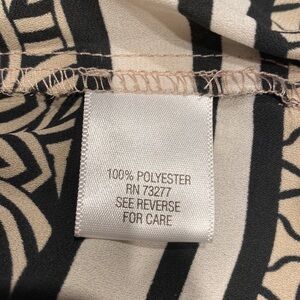 100% POLYESTER
RN 73277
SEE REVERSE
FOR CARE